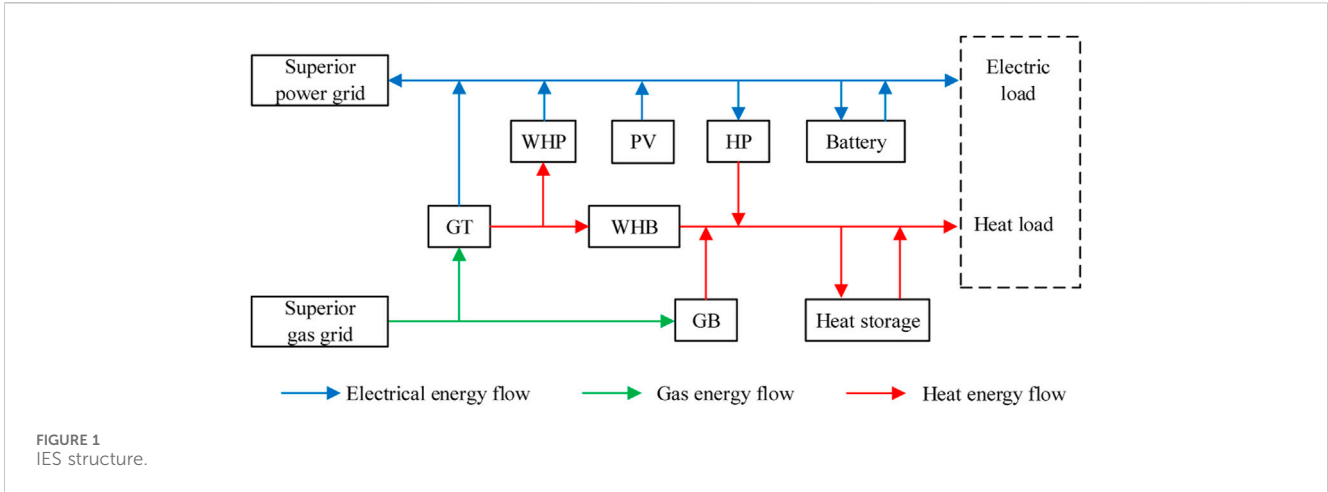 Superior
power grid
Electric
load
WHP
PV
HP
Battery
GT
WHB
Heat load
Superior
gas grid
GB
Heat storage
Electrical energy flow
Gas energy flow
Heat energy flow
FIGURE 1
IES structure.